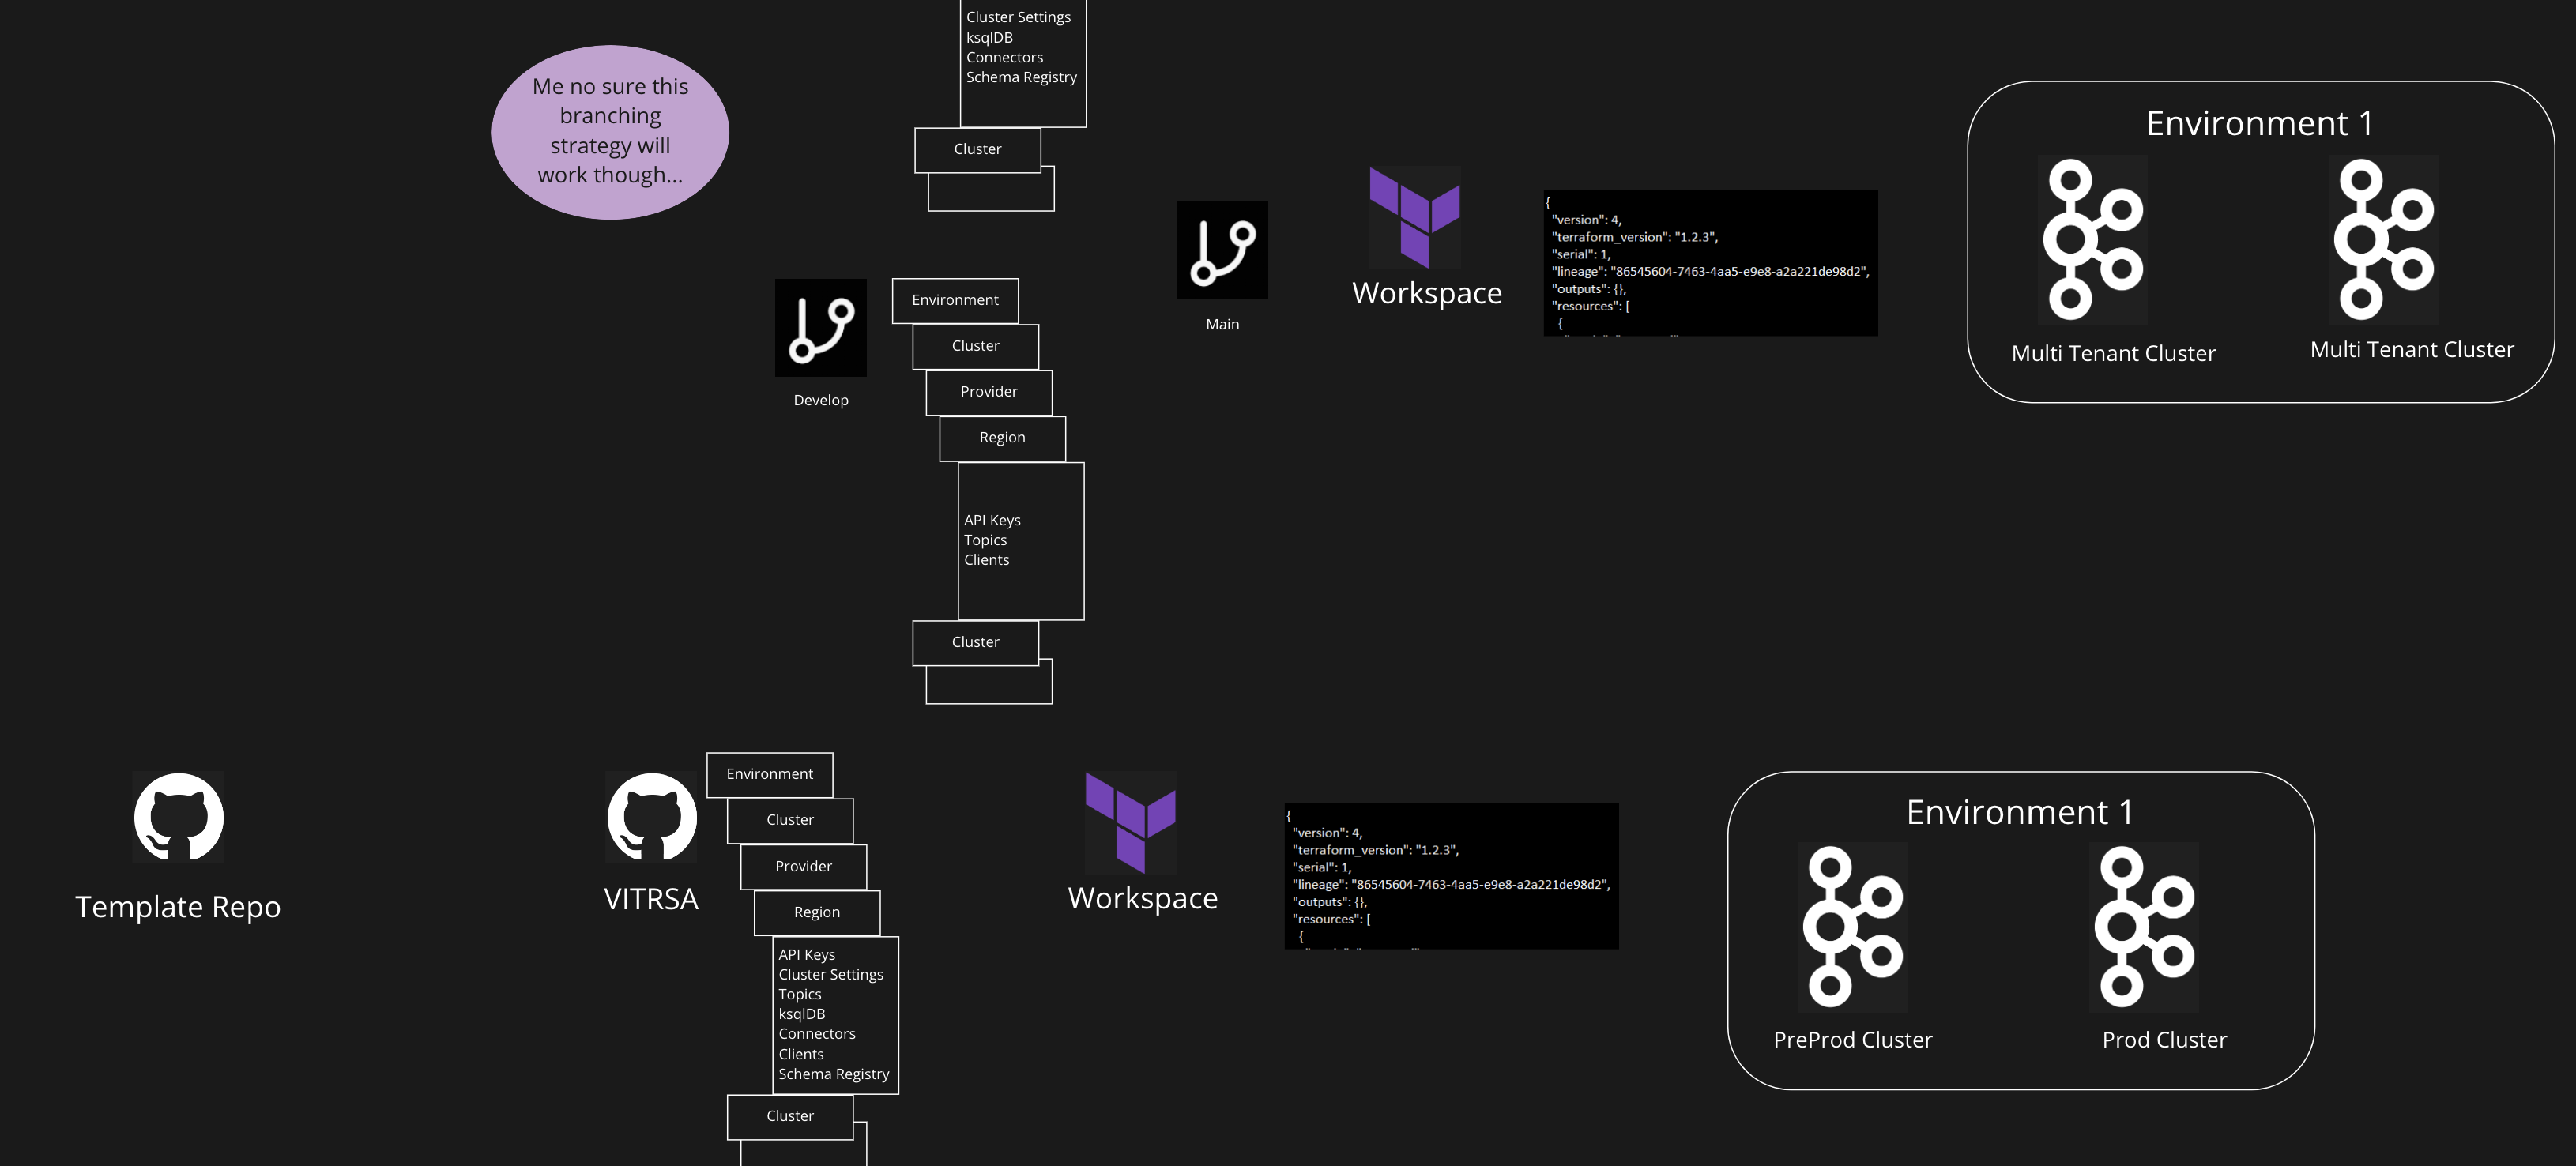 Cluster Settings
ksqlDB
Connectors
Schema Registry
Cluster
Me no sure this
branching
strategy will
work though...
Develop
Environment
Cluster
Provider
Region
API Keys
Topics
Clients
Cluster
Main
Workspace
{
"version": 4,
"terraform_version": "1.2.3",
"serial": 1,
"lineage": "86545604-7463-4aa5-e9e8-a2a221de98d2",
"outputs": {},
"resources": [
{
Environment 1
Multi Tenant Cluster
Multi Tenant Cluster
Template Repo
VITRSA
Environment
Cluster
Provider
Region
API Keys
Cluster Settings
Topics
ksqlDB
Connectors
Clients
Schema Registry
Cluster
Workspace
{
"version": 4,
"terraform_version": "1.2.3",
"serial": 1,
"lineage": "86545604-7463-4aa5-e9e8-a2a221de98d2",
"outputs": {},
"resources": [
{
Environment 1
PreProd Cluster
Prod Cluster